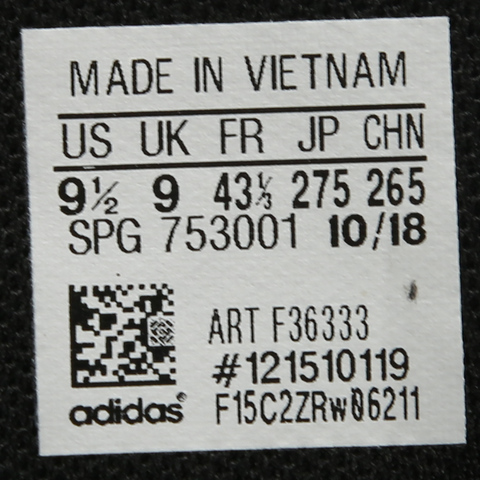 MADE IN VIETNAM
US UK FR JP CHN
9½ 9 43⅓ 275 265
SPG 753001 10/18
ART F36333
#121510119
adidas® F15C2ZRW06211